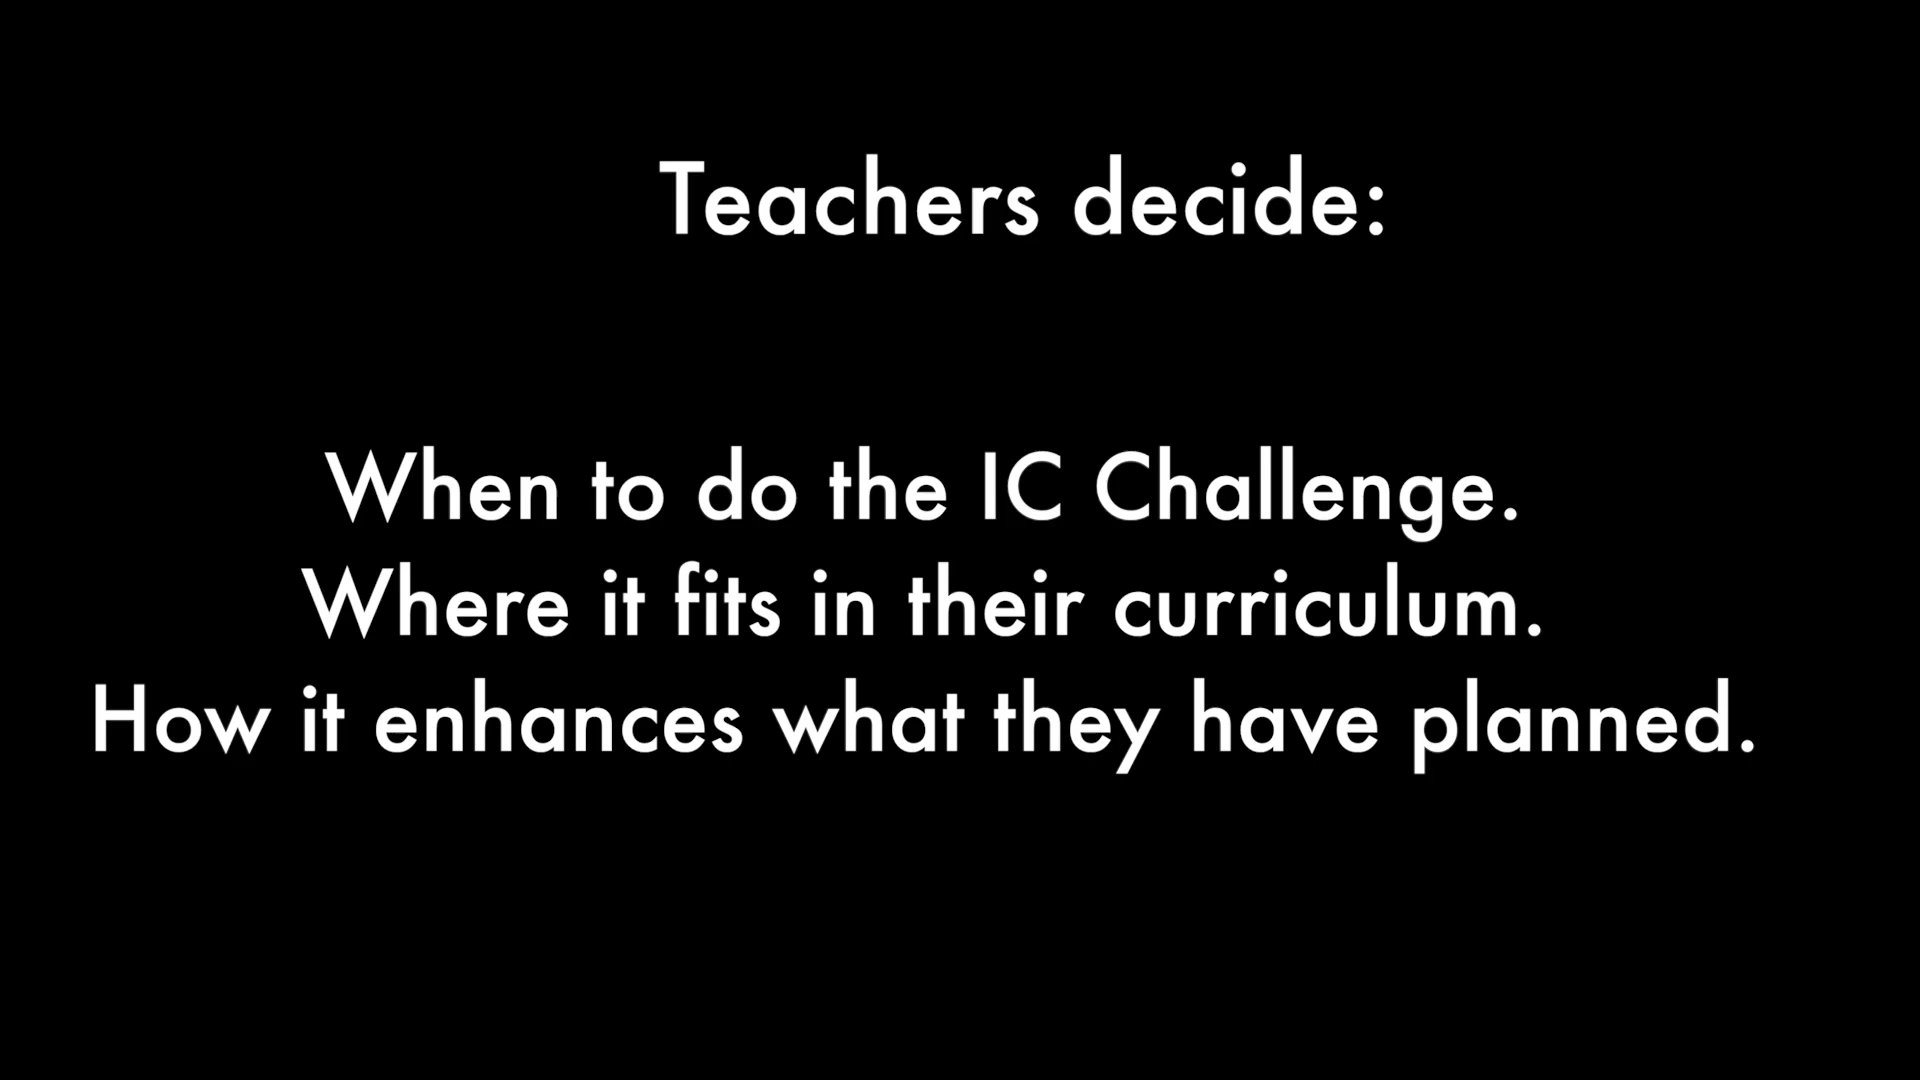 Teachers decide:
When to do the IC Challenge.
Where it fits in their curriculum.
How it enhances what they have planned.